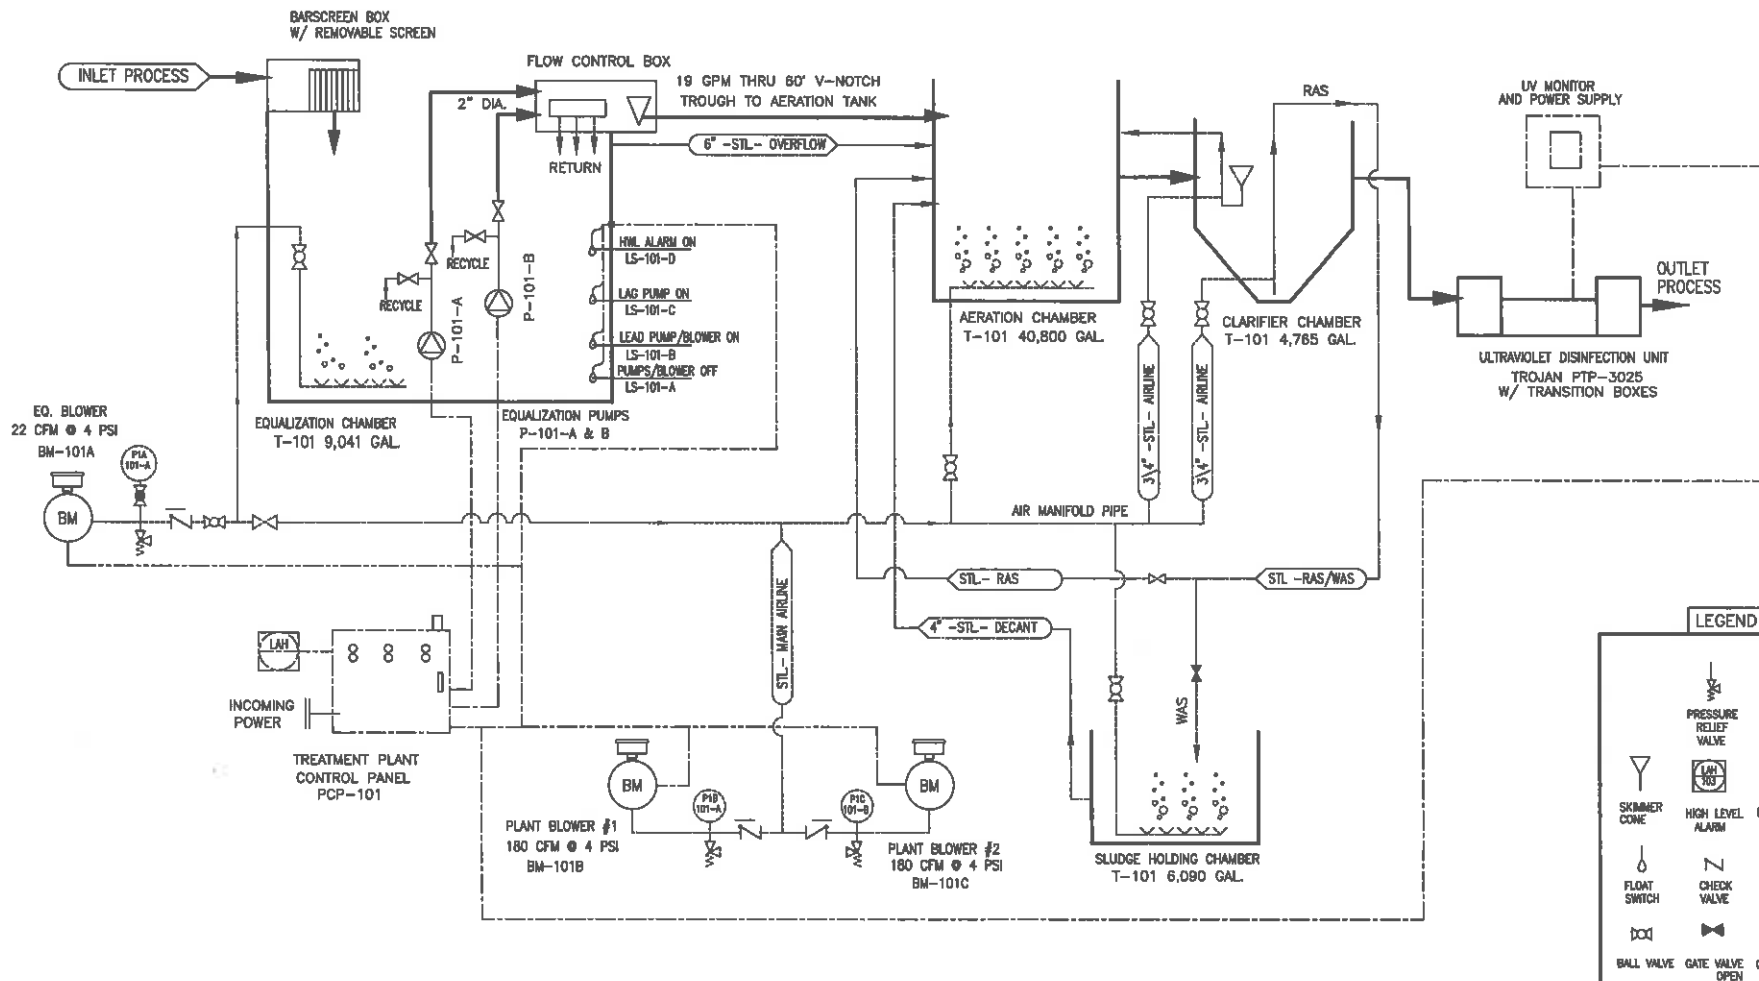 BARSCREEN BOX
W/ REMOVABLE SCREEN
INLET PROCESS
FLOW CONTROL BOX
2" DIA.
19 GPM THRU 60' V-NOTCH
TROUGH TO AERATION TANK
6" -STL- OVERFLOW
RETURN
RAS
UV MONITOR
AND POWER SUPPLY
HWL ALARM ON
LS-101-D
LAG PUMP ON
LS-101-C
LEAD PUMP/BLOWER ON
LS-101-B
PUMPS/BLOWER OFF
LS-101-A
RECYCLE
RECYCLE
P-101-A
P-101-B
OUTLET
PROCESS
AERATION CHAMBER
T-101 40,800 GAL.
CLARIFIER CHAMBER
T-101 4,765 GAL.
ULTRAVIOLET DISINFECTION UNIT
TROJAN PTP-3025
W/ TRANSITION BOXES
EQUALIZATION CHAMBER
T-101 9,041 GAL.
EQUALIZATION PUMPS
P-101-A & B
EQ. BLOWER
22 CFM @ 4 PSI
BM-101A
P1A
101-A
BM
3\4" -STL- AIRLINE
3\4" -STL- AIRLINE
AIR MANIFOLD PIPE
STL.- RAS
STL -RAS/WAS
4" -STL- DECANT
STL.- MAIN AIRLINE
WAS
LAH
INCOMING
POWER
TREATMENT PLANT
CONTROL PANEL
PCP-101
BM
P1B
101-A
P1C
101-B
BM
PLANT BLOWER #1
180 CFM @ 4 PSI
BM-101B
PLANT BLOWER #2
180 CFM @ 4 PSI
BM-101C
SLUDGE HOLDING CHAMBER
T-101 6,090 GAL.
LEGEND
PRESSURE
RELIEF
VALVE
SKIMMER
CONE
LAH
103
HIGH LEVEL
ALARM
FLOAT
SWITCH
CHECK
VALVE
BALL VALVE
GATE VALVE
OPEN